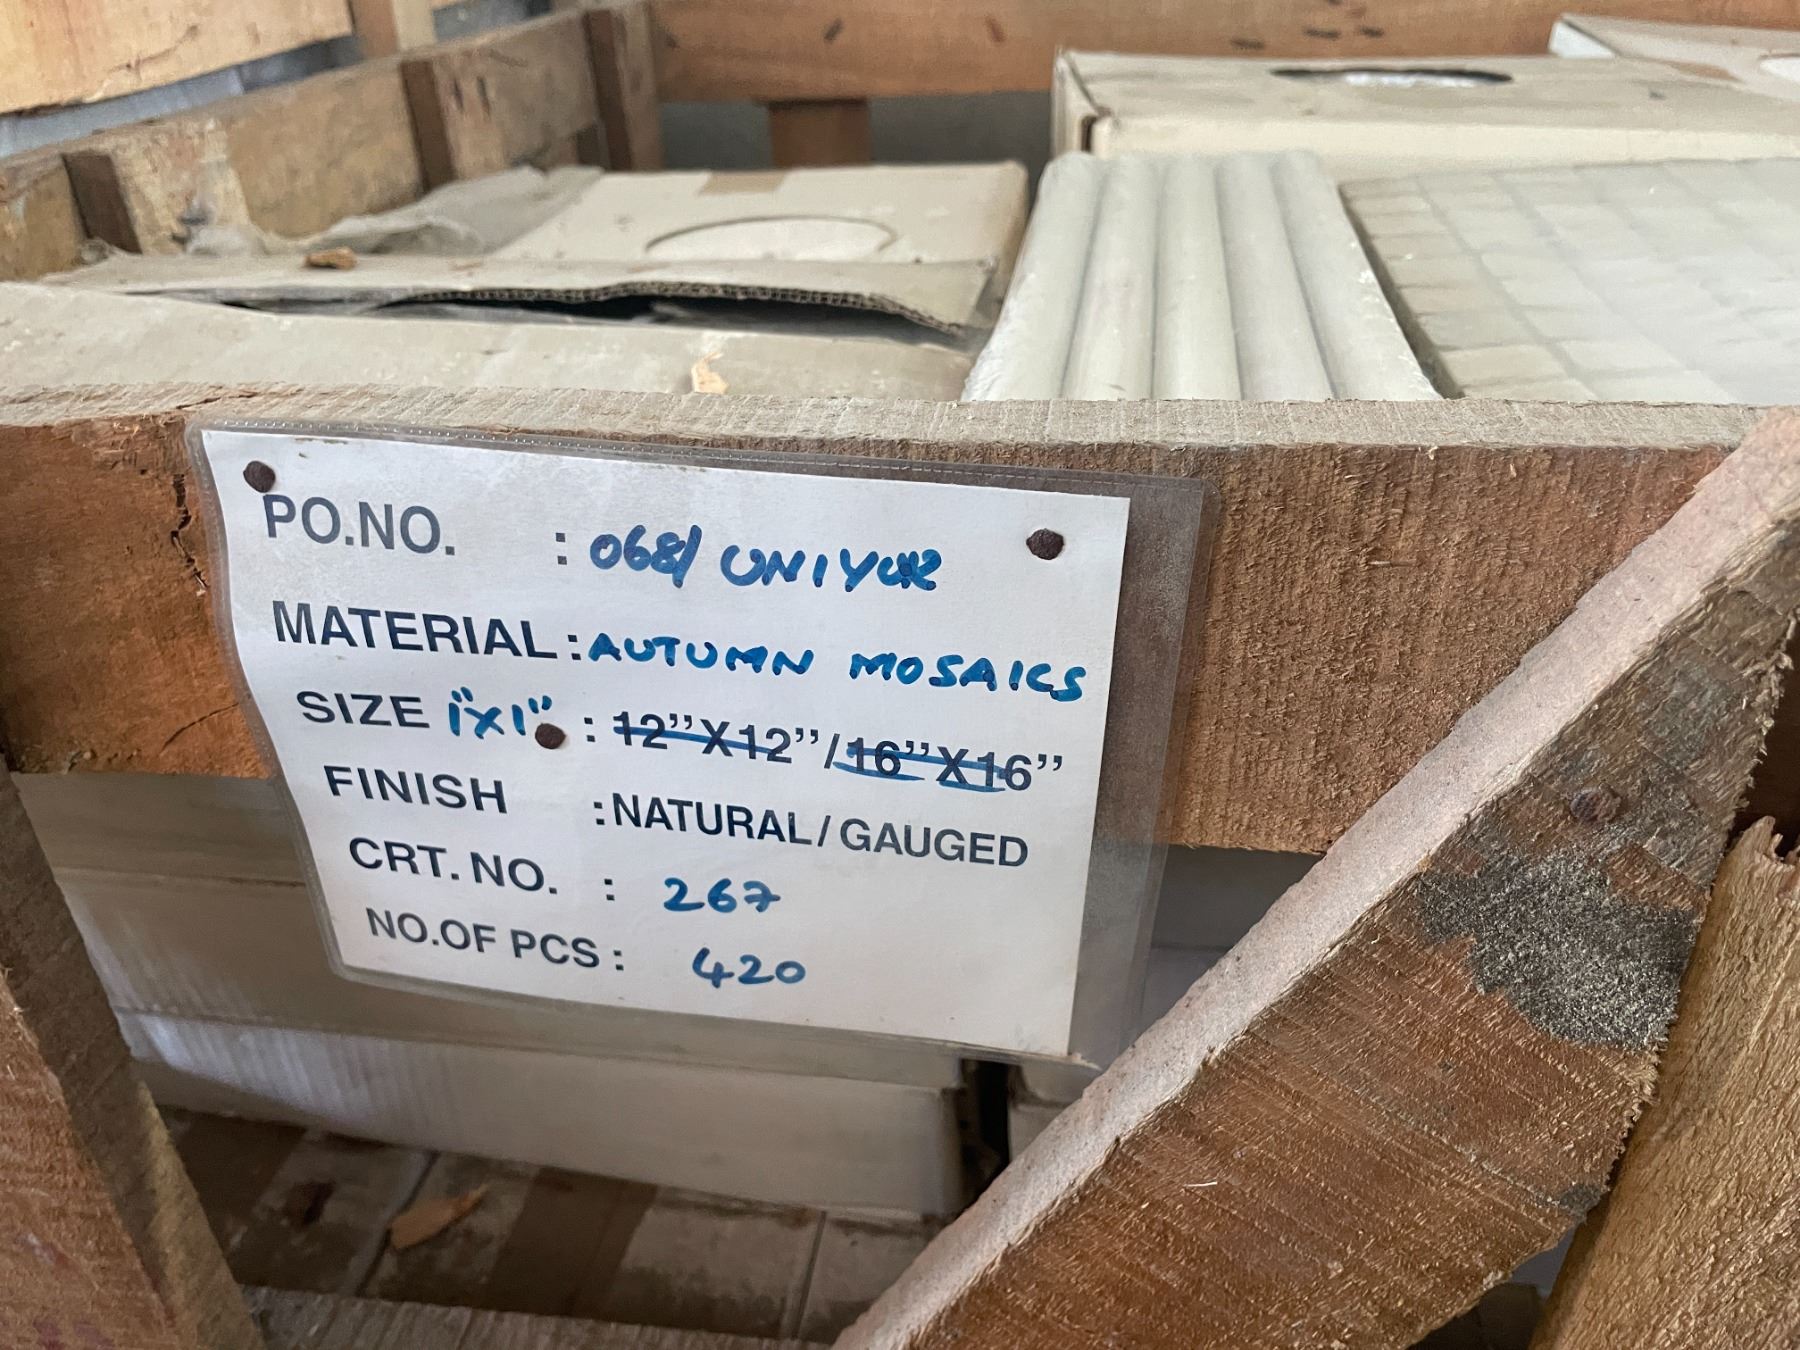 PO.NO. : 068/ UNIYUR
MATERIAL : AUTUMN MOSAICS
SIZE 1"X1" : 12"X12"/16"X16"
FINISH : NATURAL/GAUGED
CRT. NO. : 267
NO.OF PCS : 420